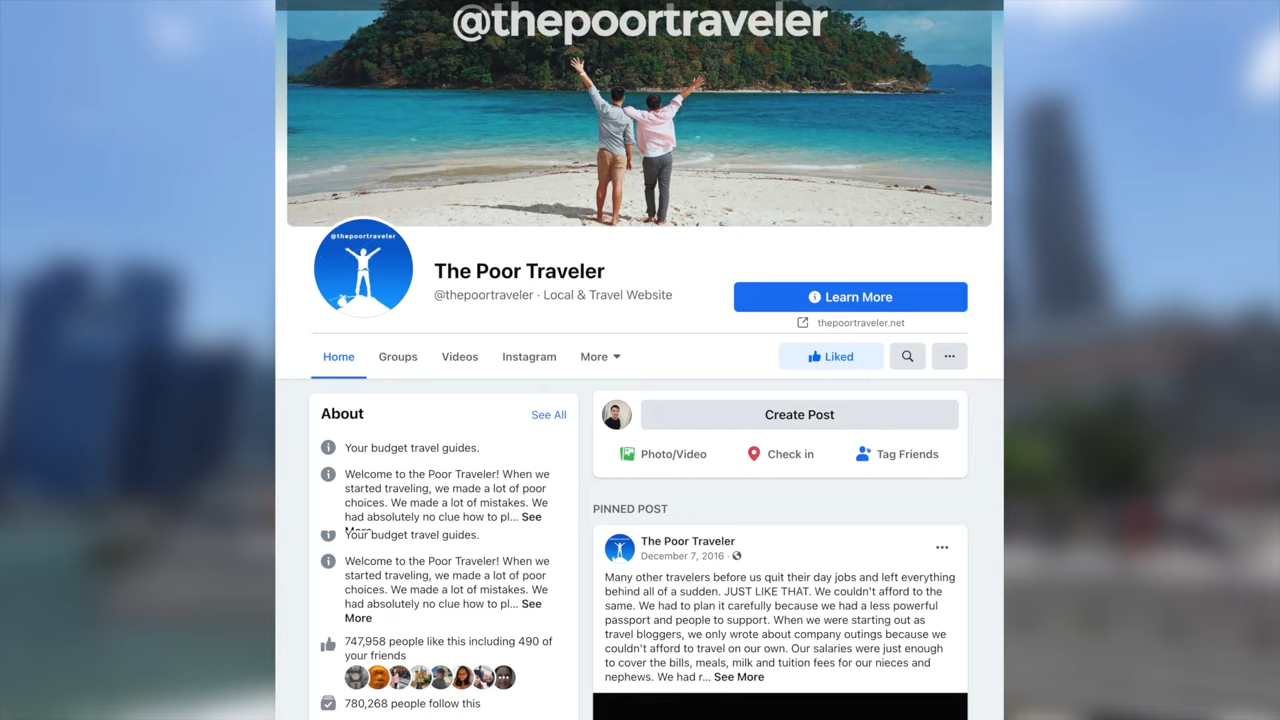 @thepoortraveler
@thepoortraveler
The Poor Traveler
@thepoortraveler · Local & Travel Website
Learn More
thepoortraveler.net
Home
Groups
Videos
Instagram
More
Liked
About
See All
Your budget travel guides.
Welcome to the Poor Traveler! When we
started traveling, we made a lot of poor
choices. We made a lot of mistakes. We
had absolutely no clue how to pl... See
More
Your budget travel guides.
Welcome to the Poor Traveler! When we
started traveling, we made a lot of poor
choices. We made a lot of mistakes. We
had absolutely no clue how to pl... See
More
747,958 people like this including 490 of
your friends
780,268 people follow this
Create Post
Photo/Video
Check in
Tag Friends
PINNED POST
The Poor Traveler
December 7, 2016 ·
Many other travelers before us quit their day jobs and left everything
behind all of a sudden. JUST LIKE THAT. We couldn't afford to the
same. We had to plan it carefully because we had a less powerful
passport and people to support. When we were starting out as
travel bloggers, we only wrote about company outings because we
couldn't afford to travel on our own. Our salaries were just enough
to cover the bills, meals, milk and tuition fees for our nieces and
nephews. We had r... See More